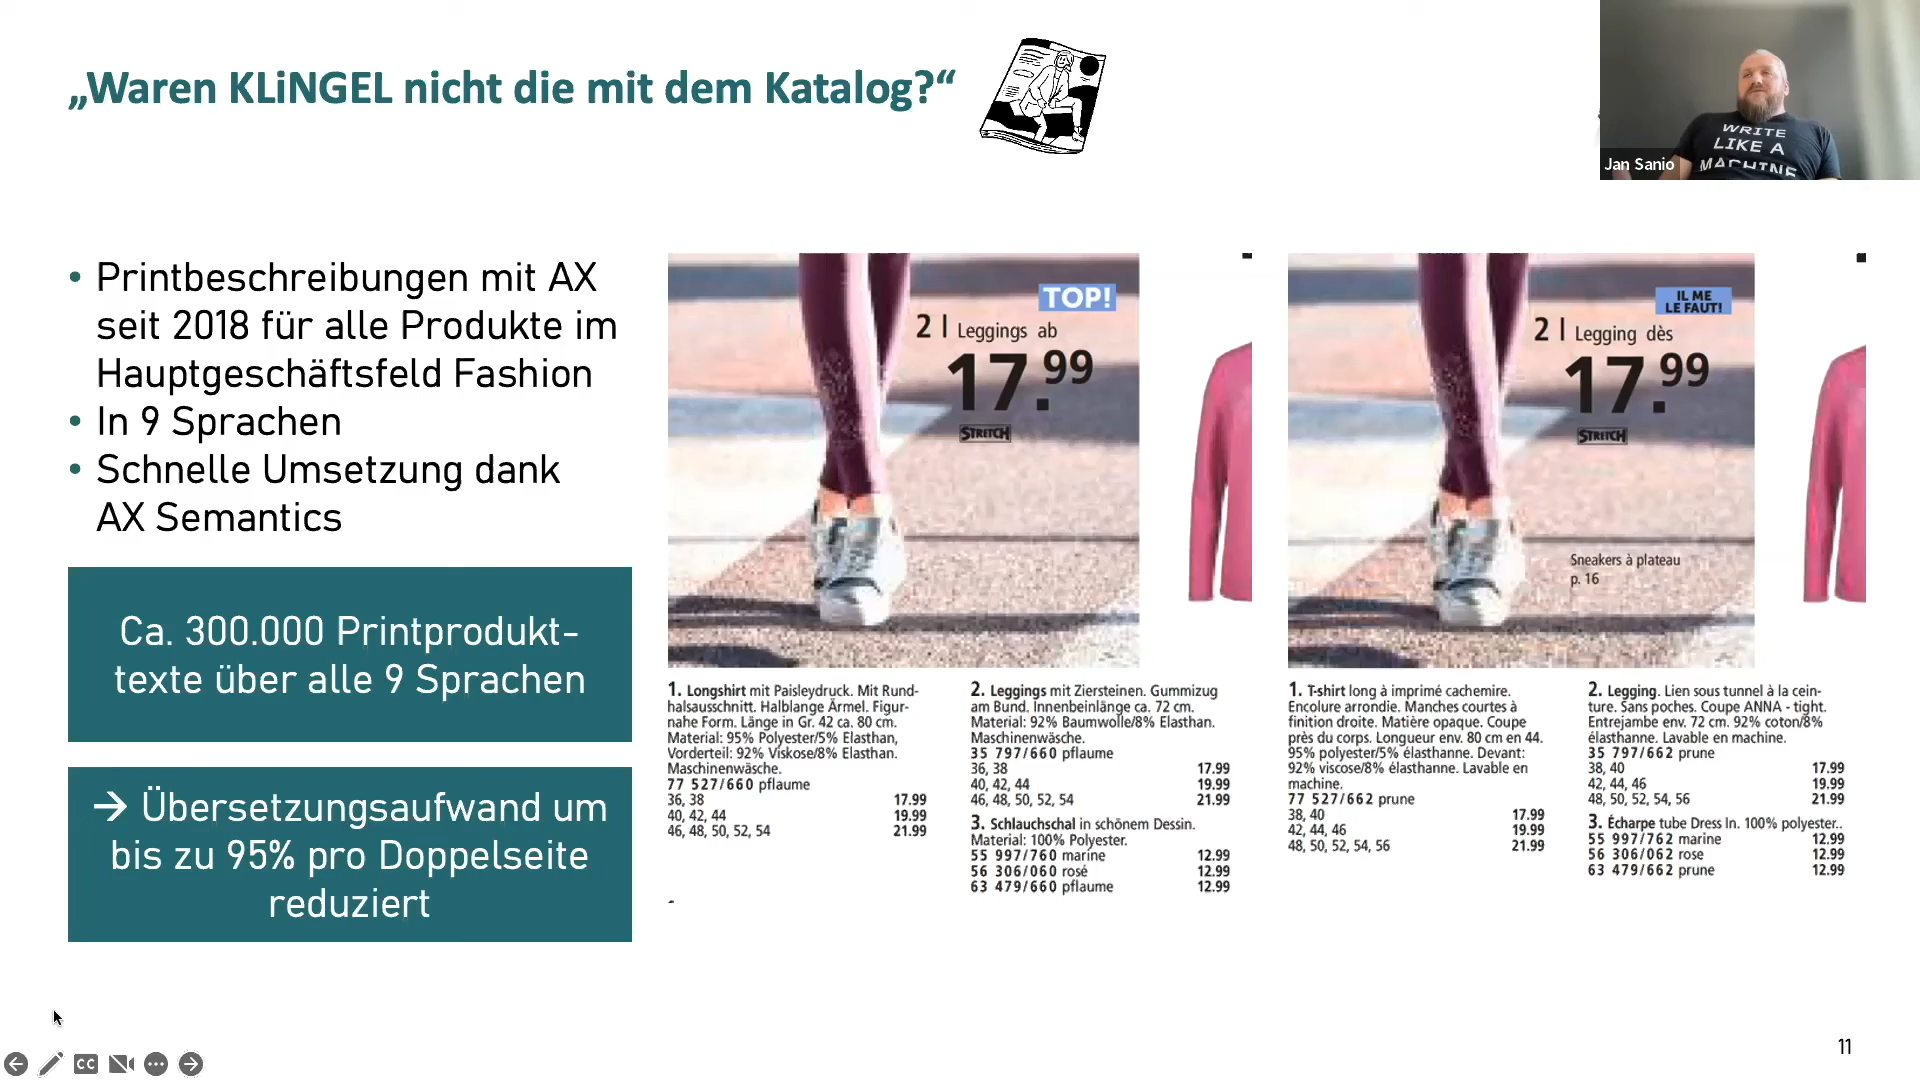 „Waren KLiNGEL nicht die mit dem Katalog?“
WRITE
LIKE A
MACHINE
Jan Sanio
• Printbeschreibungen mit AX
seit 2018 für alle Produkte im
Hauptgeschäftsfeld Fashion
• In 9 Sprachen
• Schnelle Umsetzung dank
AX Semantics
Ca. 300.000 Printprodukt-
texte über alle 9 Sprachen
→ Übersetzungsaufwand um
bis zu 95% pro Doppelseite
reduziert
TOP!
2 | Leggings ab
17.99
STRETCH
1. Longshirt mit Paisleydruck. Mit Rund-
halsausschnitt. Halblange Ärmel. Figur-
nahe Form. Länge in Gr. 42 ca. 80 cm.
Material: 95% Polyester/5% Elasthan,
Vorderteil: 92% Viskose/8% Elasthan.
Maschinenwäsche.
77 527/660 pflaume
36, 38 17.99
40, 42, 44 19.99
46, 48, 50, 52, 54 21.99
2. Leggings mit Ziersteinen. Gummizug
am Bund. Innenbeinlänge ca. 72 cm.
Material: 92% Baumwolle/8% Elasthan.
Maschinenwäsche.
35 797/660 pflaume
36, 38 17.99
40, 42, 44 19.99
46, 48, 50, 52, 54 21.99
3. Schlauchschal in schönem Dessin.
Material: 100% Polyester.
55 997/760 marine 12.99
56 306/060 rosé 12.99
63 479/660 pflaume 12.99
IL ME
LE FAUT!
2 | Legging dès
17.99
STRETCH
Sneakers à plateau
p. 16
1. T-shirt long à imprimé cachemire.
Encolure arrondie. Manches courtes à
finition droite. Matière opaque. Coupe
près du corps. Longueur env. 80 cm en 44.
95% polyester/5% élasthanne. Devant:
92% viscose/8% élasthanne. Lavable en
machine.
77 527/662 prune
38, 40 17.99
42, 44, 46 19.99
48, 50, 52, 54, 56 21.99
2. Legging. Lien sous tunnel à la cein-
ture. Sans poches. Coupe ANNA - tight.
Entrejambe env. 72 cm. 92% coton/8%
élasthanne. Lavable en machine.
35 797/662 prune
38, 40 17.99
42, 44, 46 19.99
48, 50, 52, 54, 56 21.99
3. Écharpe tube Dress In. 100% polyester..
55 997/762 marine 12.99
56 306/062 rose 12.99
63 479/662 prune 12.99
CC
11